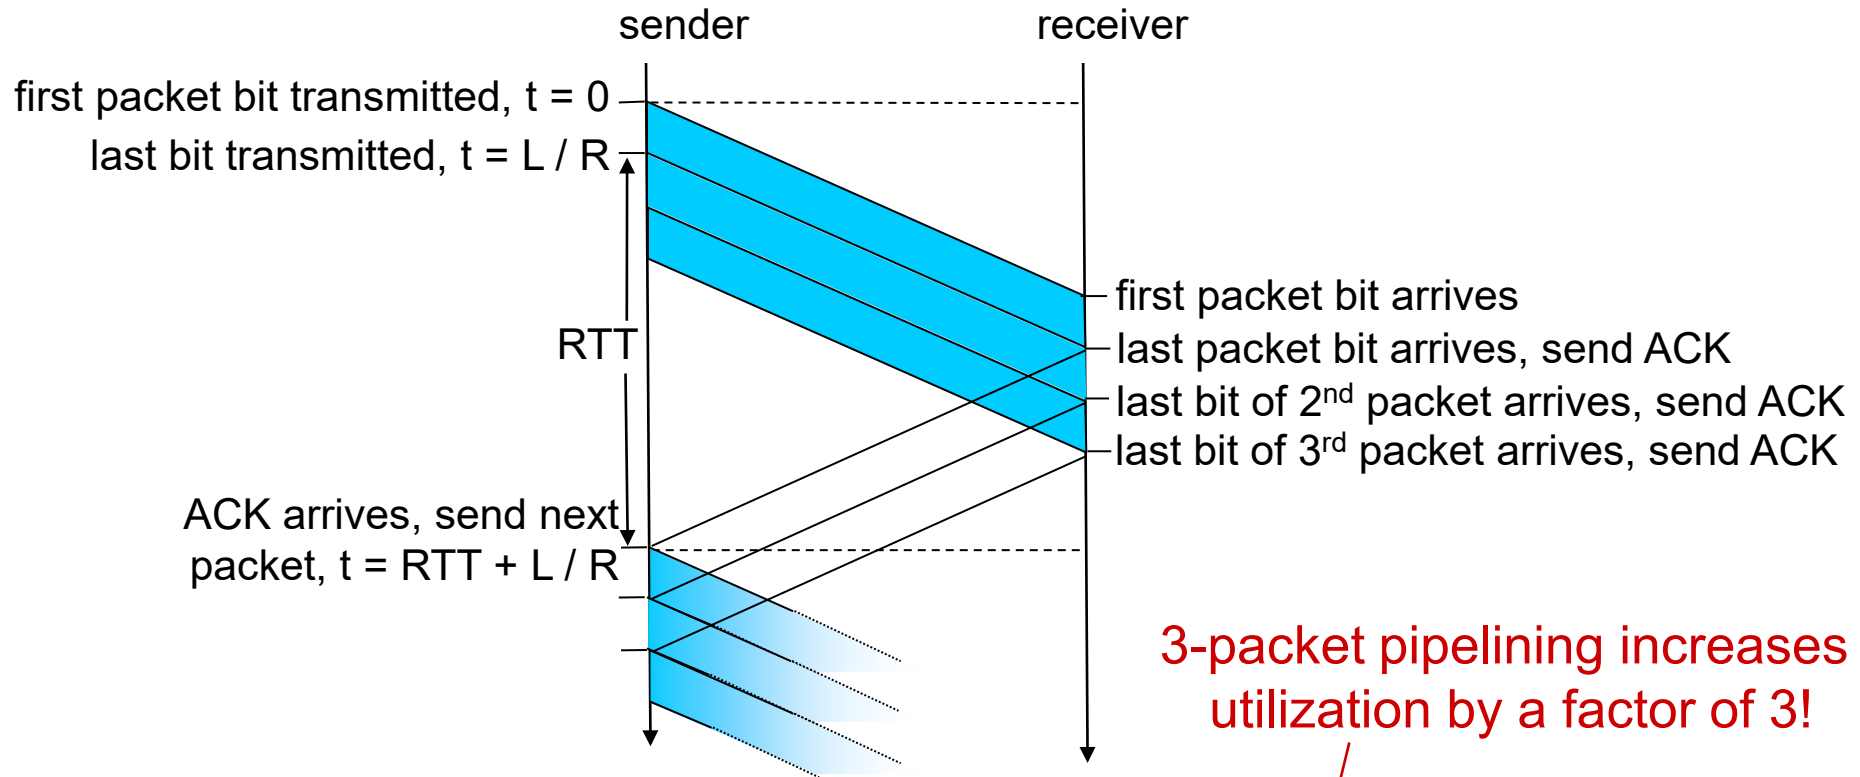 sender
receiver
first packet bit transmitted, t = 0
last bit transmitted, t = L / R
first packet bit arrives
RTT
last packet bit arrives, send ACK
last bit of 2nd packet arrives, send ACK
last bit of 3rd packet arrives, send ACK
ACK arrives, send next
packet, t = RTT + L / R
3-packet pipelining increases
utilization by a factor of 3!